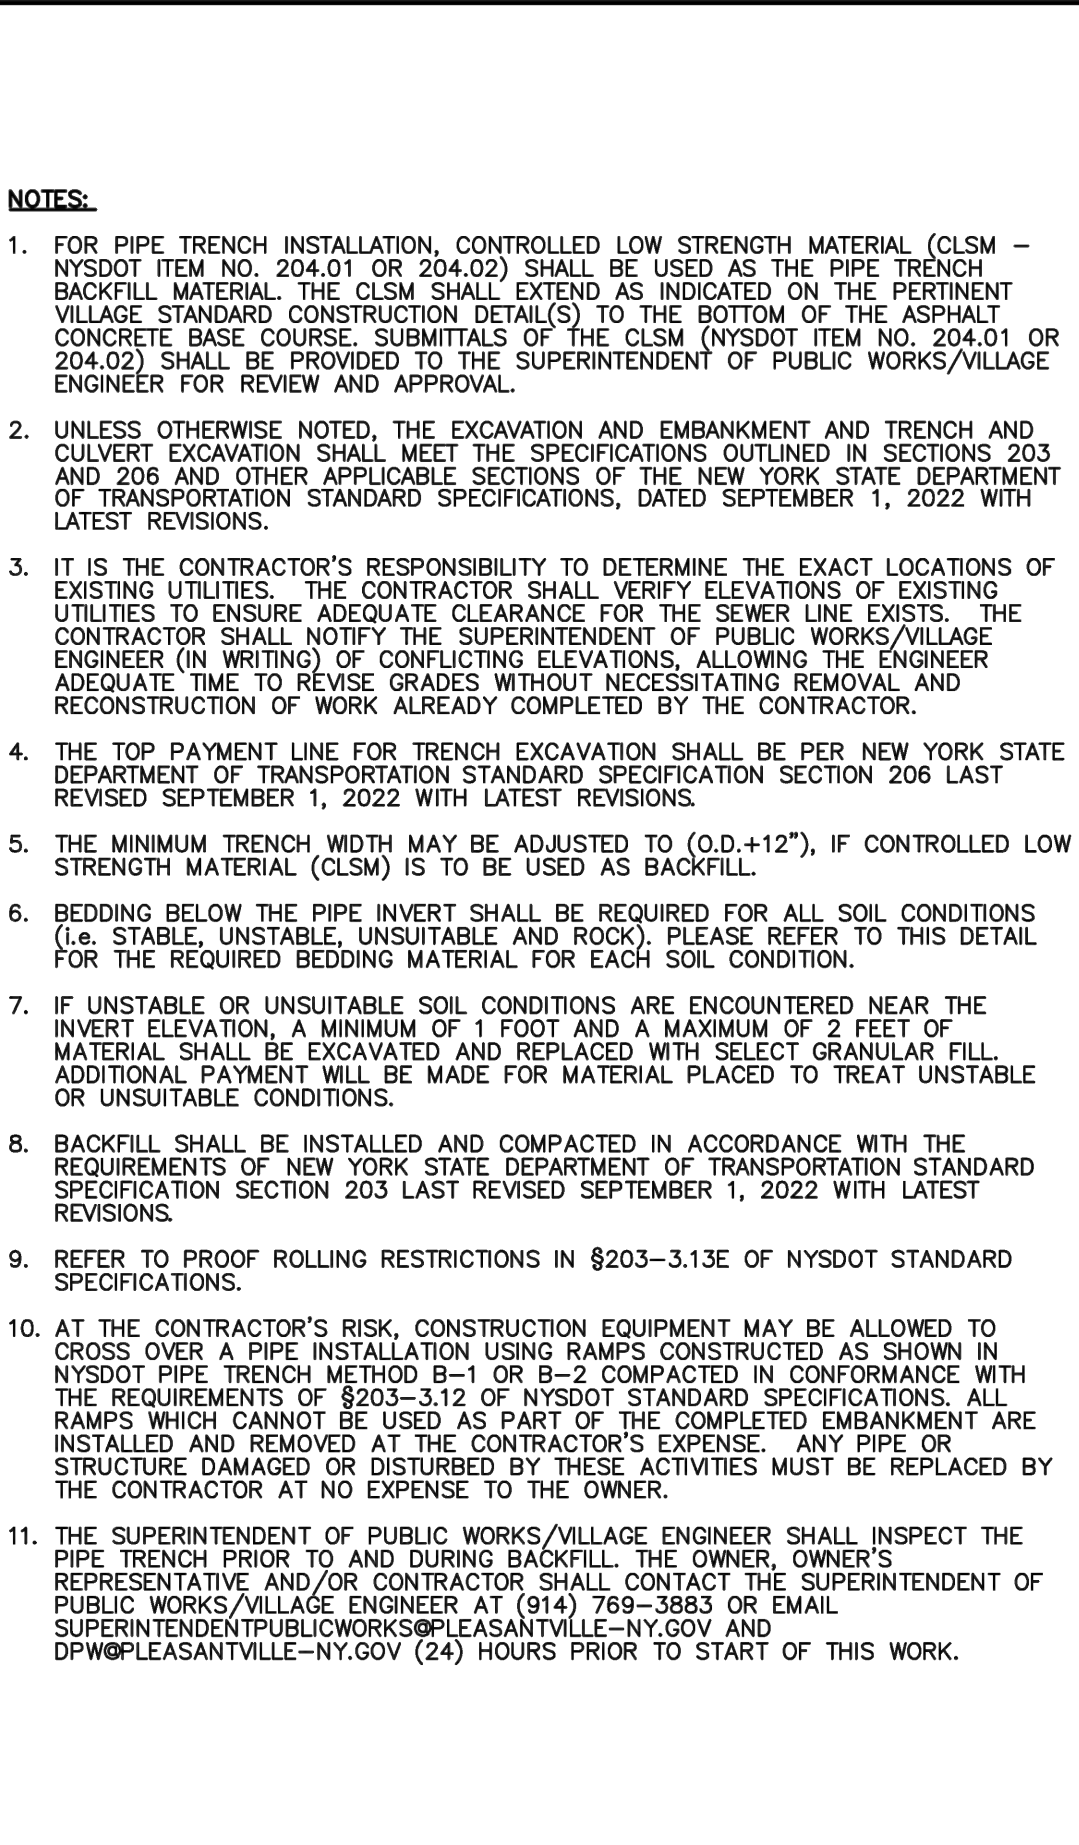 NOTES:
1. FOR PIPE TRENCH INSTALLATION, CONTROLLED LOW STRENGTH MATERIAL (CLSM –
NYSDOT ITEM NO. 204.01 OR 204.02) SHALL BE USED AS THE PIPE TRENCH
BACKFILL MATERIAL. THE CLSM SHALL EXTEND AS INDICATED ON THE PERTINENT
VILLAGE STANDARD CONSTRUCTION DETAIL(S) TO THE BOTTOM OF THE ASPHALT
CONCRETE BASE COURSE. SUBMITTALS OF THE CLSM (NYSDOT ITEM NO. 204.01 OR
204.02) SHALL BE PROVIDED TO THE SUPERINTENDENT OF PUBLIC WORKS/VILLAGE
ENGINEER FOR REVIEW AND APPROVAL.
2. UNLESS OTHERWISE NOTED, THE EXCAVATION AND EMBANKMENT AND TRENCH AND
CULVERT EXCAVATION SHALL MEET THE SPECIFICATIONS OUTLINED IN SECTIONS 203
AND 206 AND OTHER APPLICABLE SECTIONS OF THE NEW YORK STATE DEPARTMENT
OF TRANSPORTATION STANDARD SPECIFICATIONS, DATED SEPTEMBER 1, 2022 WITH
LATEST REVISIONS.
3. IT IS THE CONTRACTOR'S RESPONSIBILITY TO DETERMINE THE EXACT LOCATIONS OF
EXISTING UTILITIES. THE CONTRACTOR SHALL VERIFY ELEVATIONS OF EXISTING
UTILITIES TO ENSURE ADEQUATE CLEARANCE FOR THE SEWER LINE EXISTS. THE
CONTRACTOR SHALL NOTIFY THE SUPERINTENDENT OF PUBLIC WORKS/VILLAGE
ENGINEER (IN WRITING) OF CONFLICTING ELEVATIONS, ALLOWING THE ENGINEER
ADEQUATE TIME TO REVISE GRADES WITHOUT NECESSITATING REMOVAL AND
RECONSTRUCTION OF WORK ALREADY COMPLETED BY THE CONTRACTOR.
4. THE TOP PAYMENT LINE FOR TRENCH EXCAVATION SHALL BE PER NEW YORK STATE
DEPARTMENT OF TRANSPORTATION STANDARD SPECIFICATION SECTION 206 LAST
REVISED SEPTEMBER 1, 2022 WITH LATEST REVISIONS.
5. THE MINIMUM TRENCH WIDTH MAY BE ADJUSTED TO (O.D.+12"), IF CONTROLLED LOW
STRENGTH MATERIAL (CLSM) IS TO BE USED AS BACKFILL.
6. BEDDING BELOW THE PIPE INVERT SHALL BE REQUIRED FOR ALL SOIL CONDITIONS
(i.e. STABLE, UNSTABLE, UNSUITABLE AND ROCK). PLEASE REFER TO THIS DETAIL
FOR THE REQUIRED BEDDING MATERIAL FOR EACH SOIL CONDITION.
7. IF UNSTABLE OR UNSUITABLE SOIL CONDITIONS ARE ENCOUNTERED NEAR THE
INVERT ELEVATION, A MINIMUM OF 1 FOOT AND A MAXIMUM OF 2 FEET OF
MATERIAL SHALL BE EXCAVATED AND REPLACED WITH SELECT GRANULAR FILL.
ADDITIONAL PAYMENT WILL BE MADE FOR MATERIAL PLACED TO TREAT UNSTABLE
OR UNSUITABLE CONDITIONS.
8. BACKFILL SHALL BE INSTALLED AND COMPACTED IN ACCORDANCE WITH THE
REQUIREMENTS OF NEW YORK STATE DEPARTMENT OF TRANSPORTATION STANDARD
SPECIFICATION SECTION 203 LAST REVISED SEPTEMBER 1, 2022 WITH LATEST
REVISIONS.
9. REFER TO PROOF ROLLING RESTRICTIONS IN §203–3.13E OF NYSDOT STANDARD
SPECIFICATIONS.
10. AT THE CONTRACTOR'S RISK, CONSTRUCTION EQUIPMENT MAY BE ALLOWED TO
CROSS OVER A PIPE INSTALLATION USING RAMPS CONSTRUCTED AS SHOWN IN
NYSDOT PIPE TRENCH METHOD B–1 OR B–2 COMPACTED IN CONFORMANCE WITH
THE REQUIREMENTS OF §203–3.12 OF NYSDOT STANDARD SPECIFICATIONS. ALL
RAMPS WHICH CANNOT BE USED AS PART OF THE COMPLETED EMBANKMENT ARE
INSTALLED AND REMOVED AT THE CONTRACTOR'S EXPENSE. ANY PIPE OR
STRUCTURE DAMAGED OR DISTURBED BY THESE ACTIVITIES MUST BE REPLACED BY
THE CONTRACTOR AT NO EXPENSE TO THE OWNER.
11. THE SUPERINTENDENT OF PUBLIC WORKS/VILLAGE ENGINEER SHALL INSPECT THE
PIPE TRENCH PRIOR TO AND DURING BACKFILL. THE OWNER, OWNER'S
REPRESENTATIVE AND/OR CONTRACTOR SHALL CONTACT THE SUPERINTENDENT OF
PUBLIC WORKS/VILLAGE ENGINEER AT (914) 769–3883 OR EMAIL
SUPERINTENDENTPUBLICWORKS@PLEASANTVILLE–NY.GOV AND
DPW@PLEASANTVILLE–NY.GOV (24) HOURS PRIOR TO START OF THIS WORK.